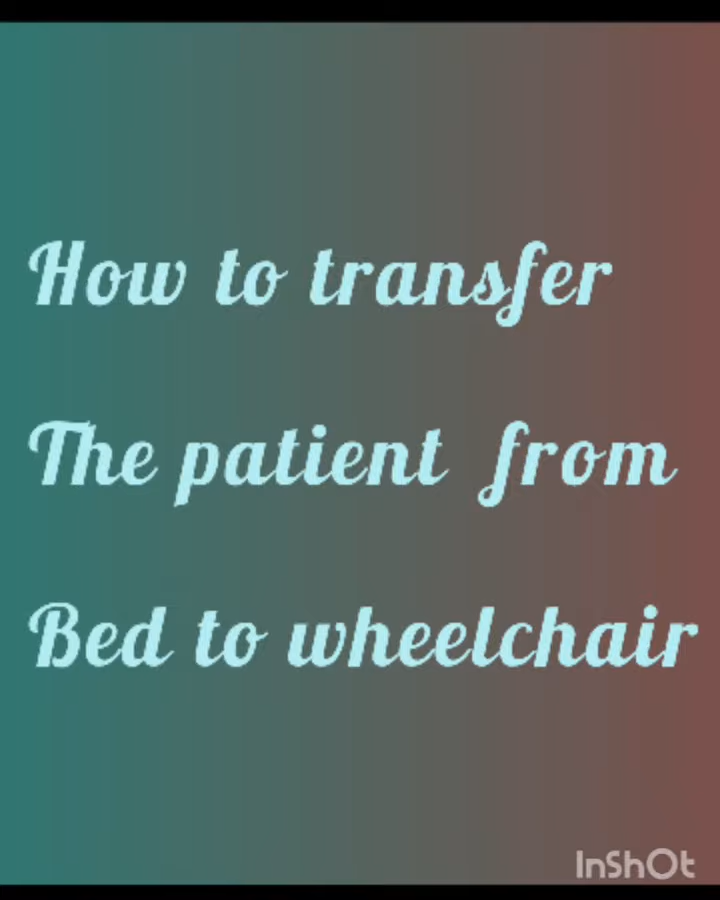 How to transfer
The patient from
Bed to wheelchair
InShOt